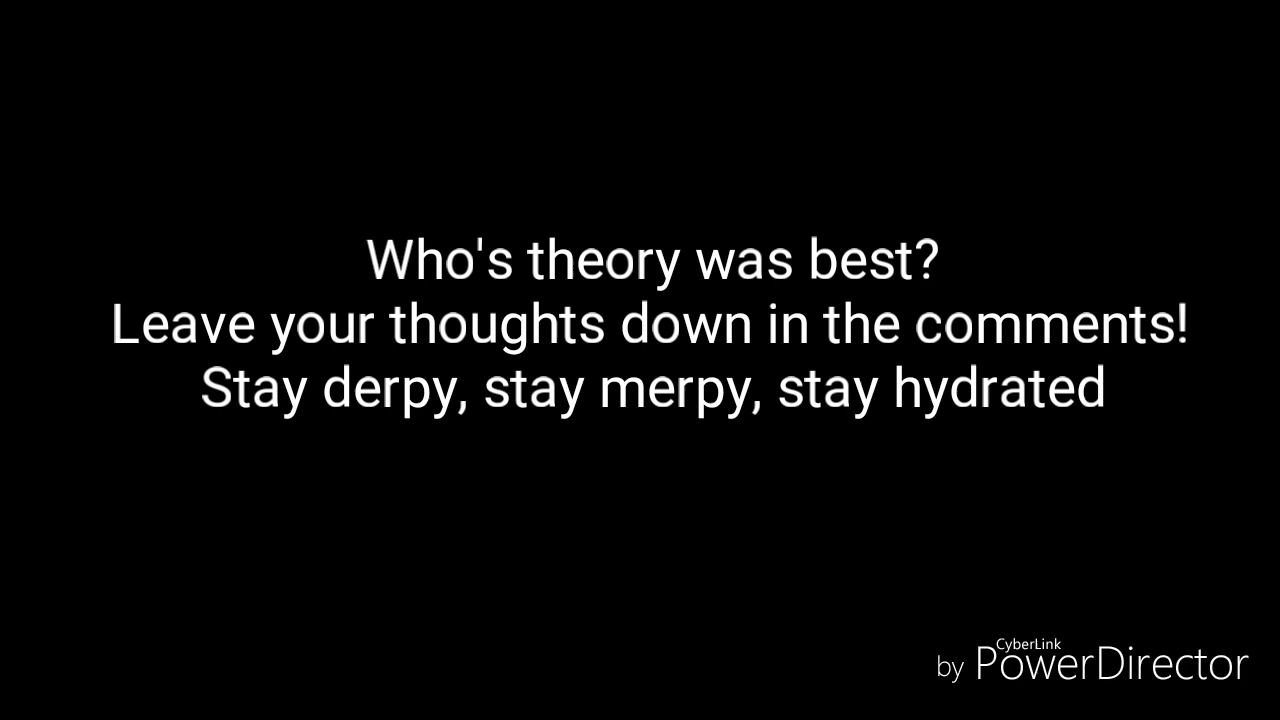 Who's theory was best?
Leave your thoughts down in the comments!
Stay derpy, stay merpy, stay hydrated
CyberLink
by PowerDirector